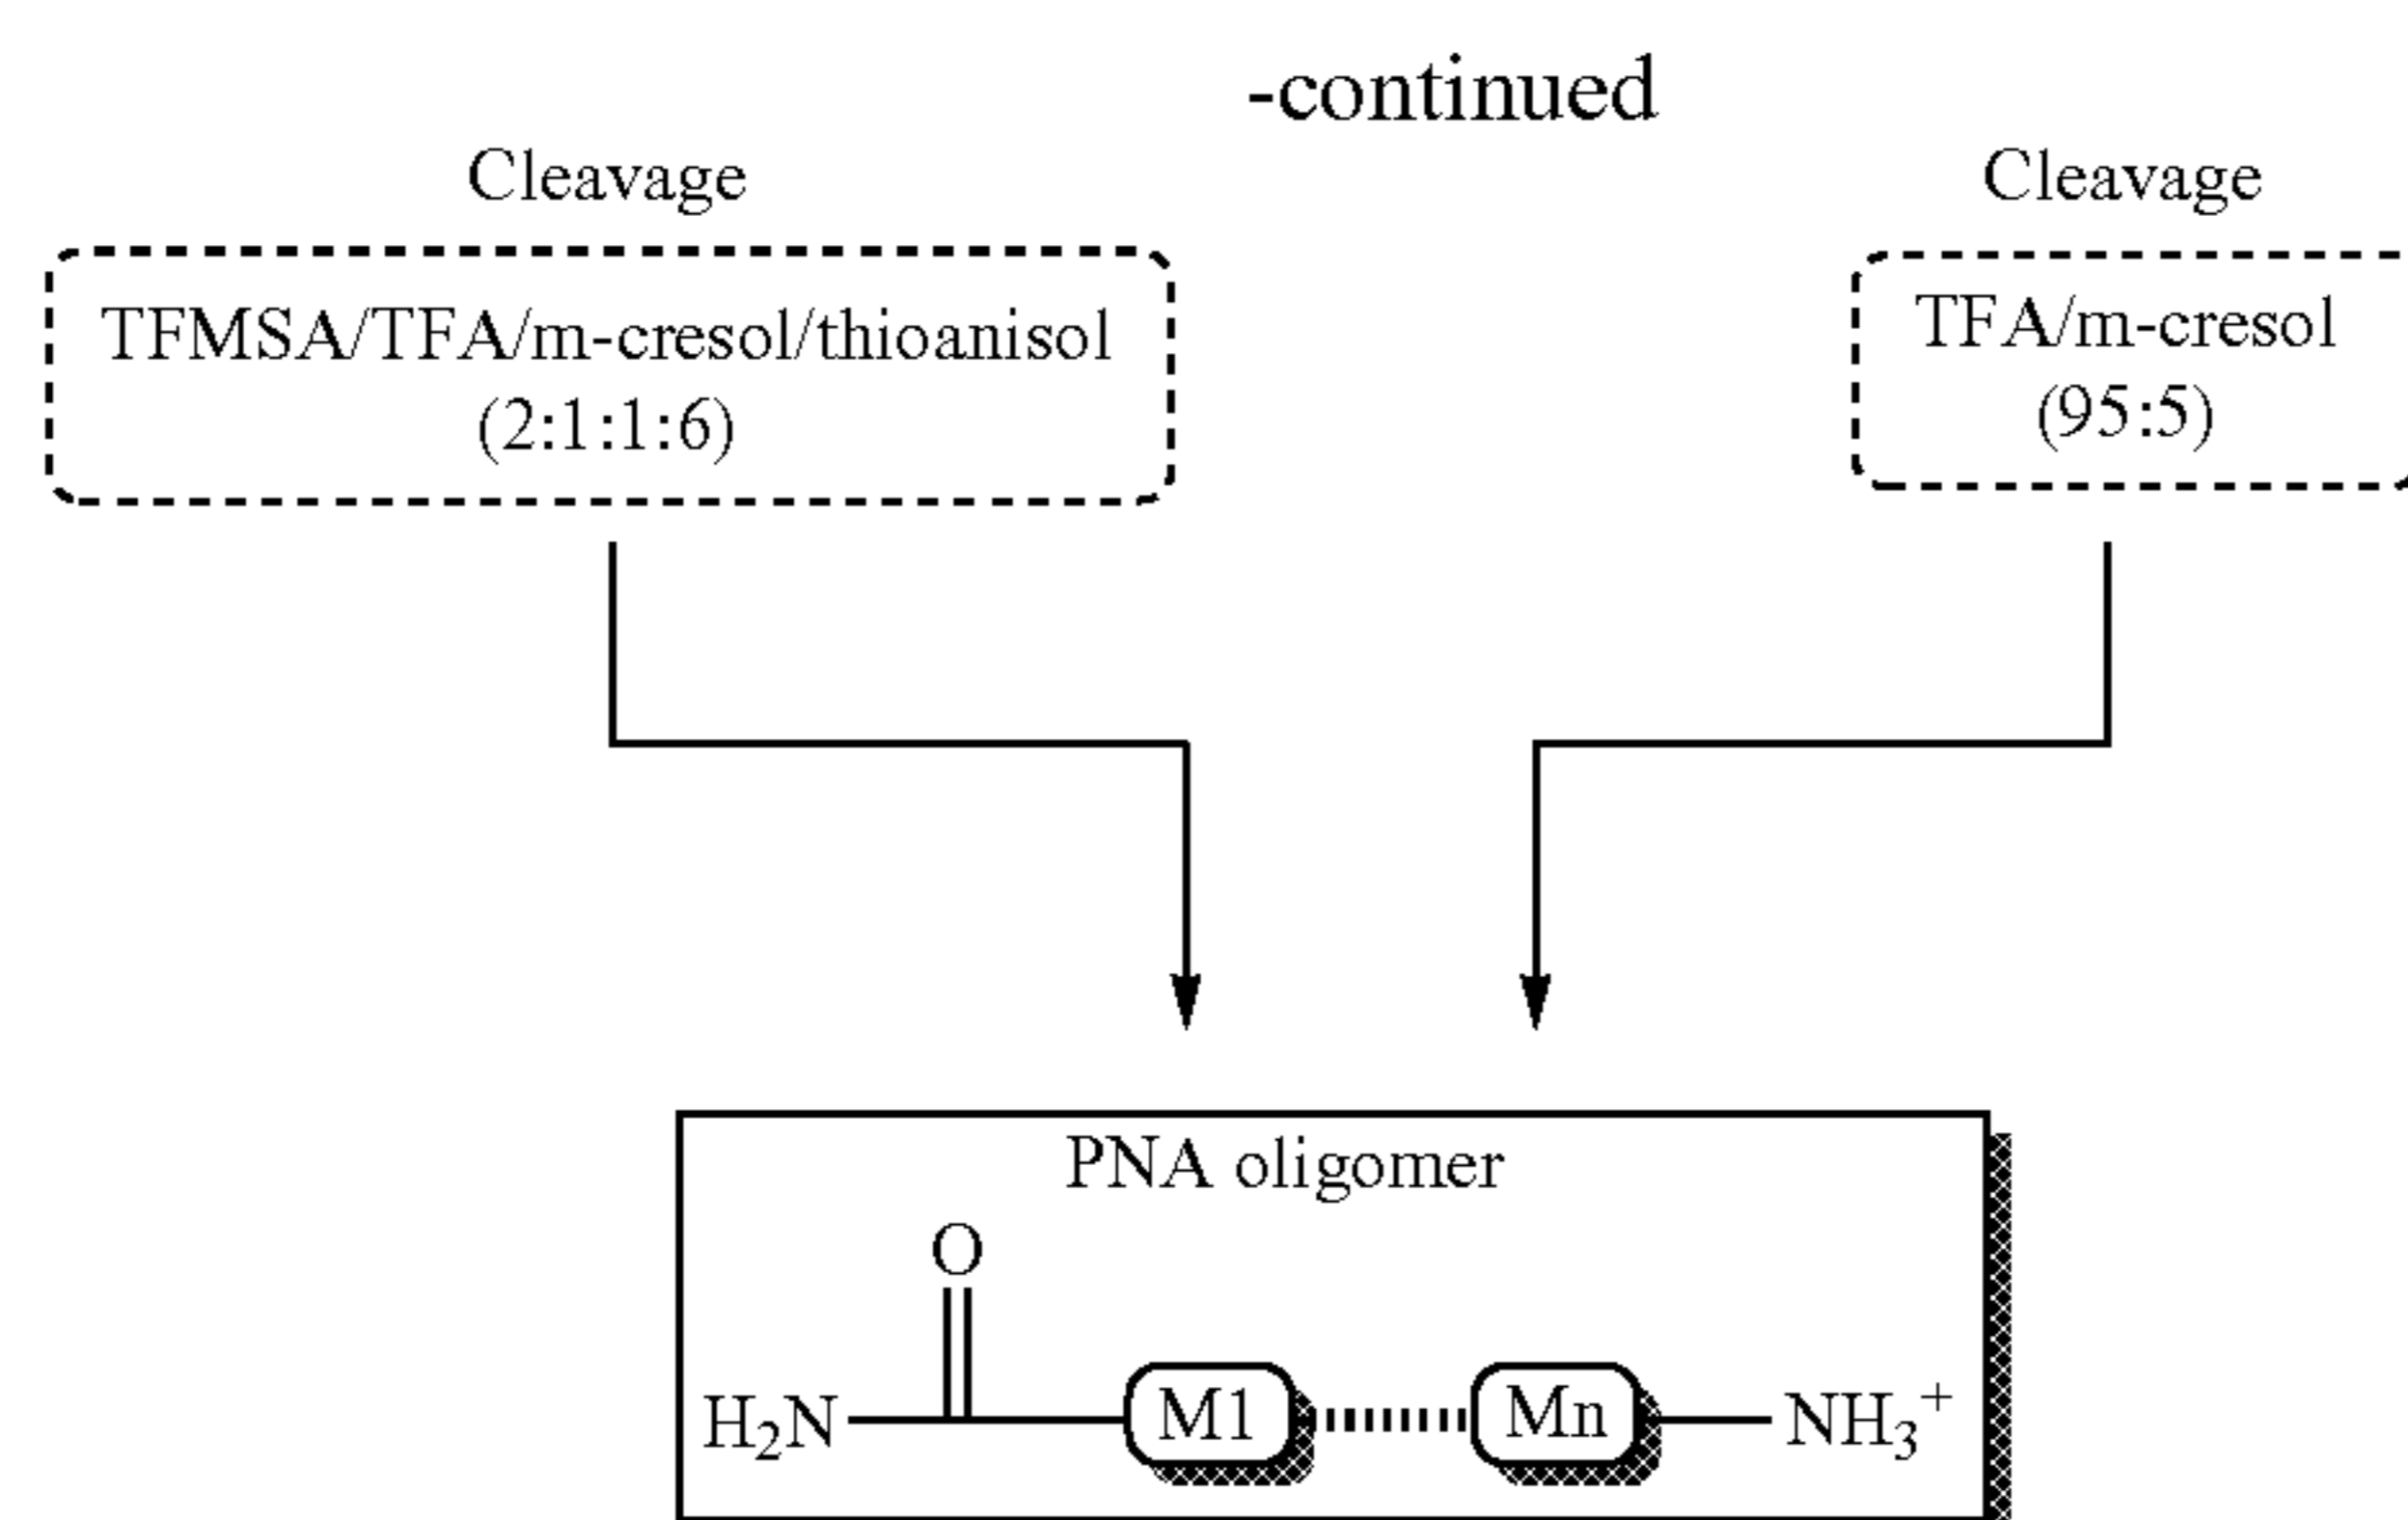 -continued
Cleavage
TFMSA/TFA/m-cresol/thioanisol
(2:1:1:6)
Cleavage
TFA/m-cresol
(95:5)
PNA oligomer
O
H₂N M1 Mn NH₃⁺